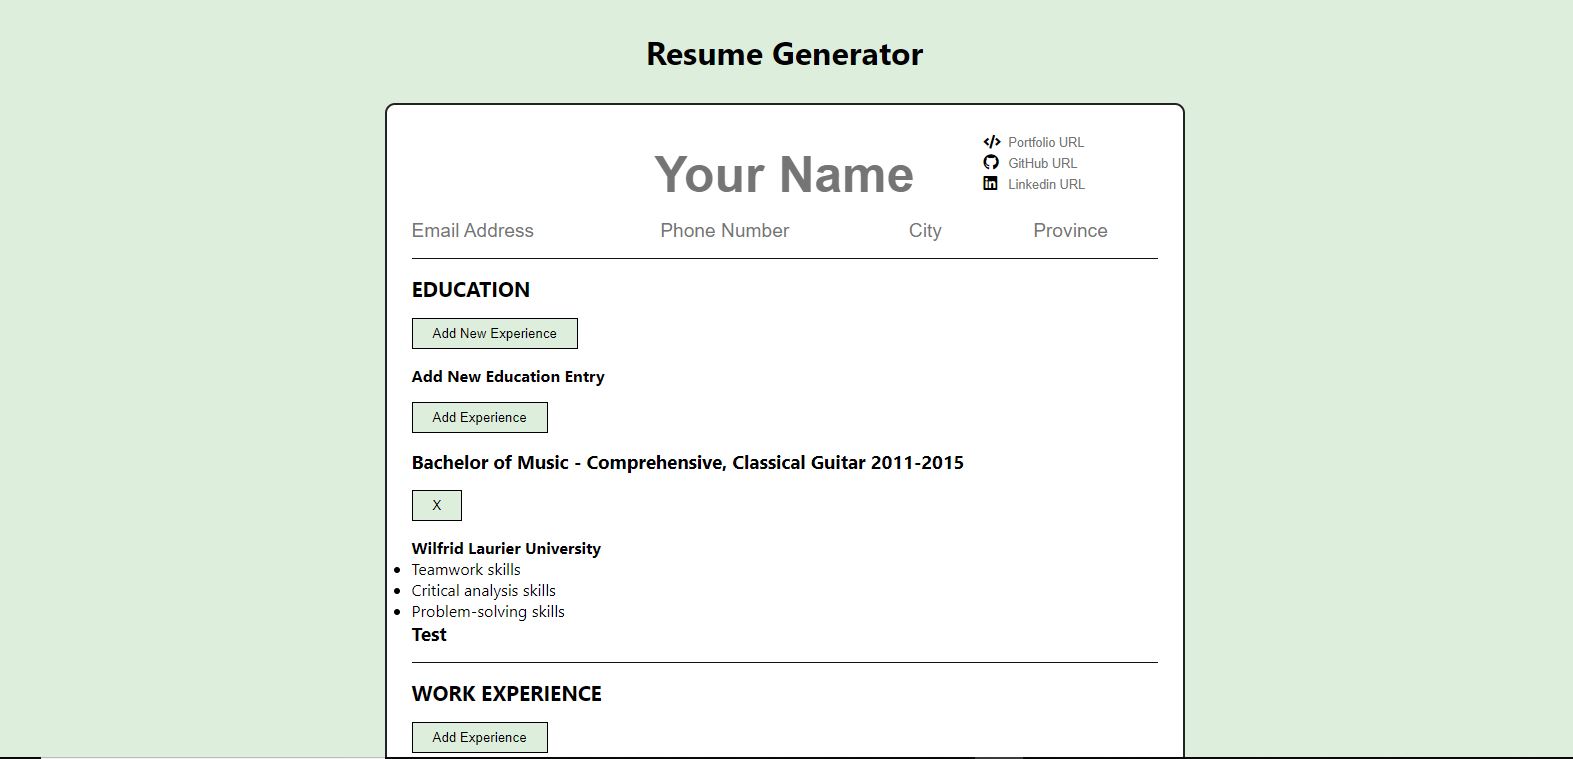 Resume Generator
Portfolio URL
Your Name
GitHub URL
Linkedin URL
Email Address Phone Number City Province
EDUCATION
Add New Experience
Add New Education Entry
Add Experience
Bachelor of Music - Comprehensive, Classical Guitar 2011-2015
X
Wilfrid Laurier University
Teamwork skills
Critical analysis skills
Problem-solving skills
Test
WORK EXPERIENCE
Add Experience